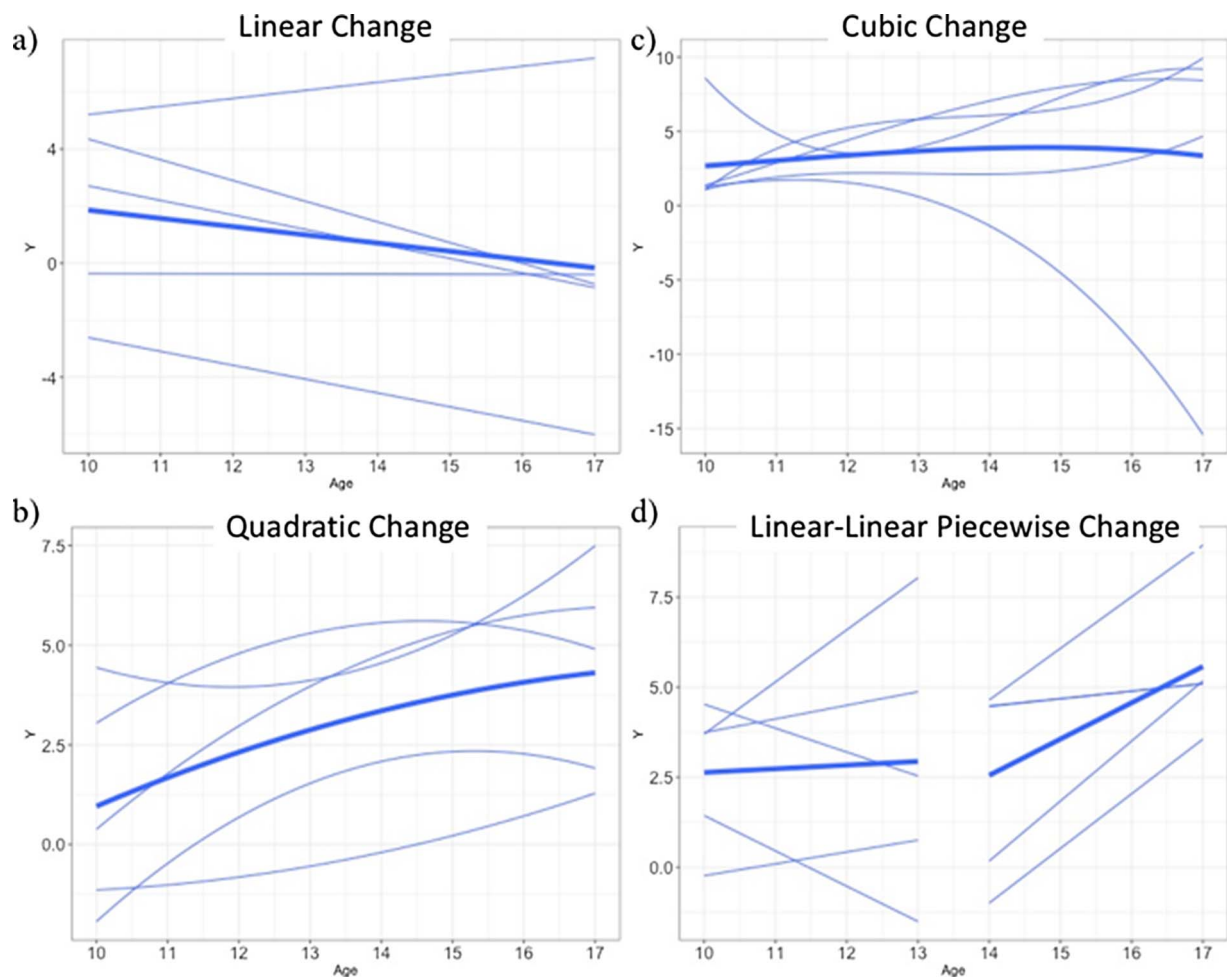 a) Linear Change
4
0
-4
Y
10 11 12 13 14 15 16 17
Age
b) Quadratic Change
7.5
5.0
2.5
0.0
Y
10 11 12 13 14 15 16 17
Age
c) Cubic Change
10
5
0
-5
-10
-15
Y
10 11 12 13 14 15 16 17
Age
d) Linear-Linear Piecewise Change
7.5
5.0
2.5
0.0
Y
10 11 12 13 14 15 16 17
Age